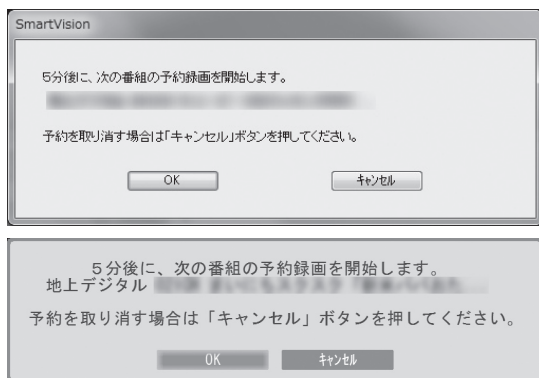 SmartVision
5分後に、次の番組の予約録画を開始します。
予約を取り消す場合は「キャンセル」ボタンを押してください。
OK
キャンセル
5分後に、次の番組の予約録画を開始します。
地上デジタル
予約を取り消す場合は「キャンセル」ボタンを押してください。
OK
キャンセル